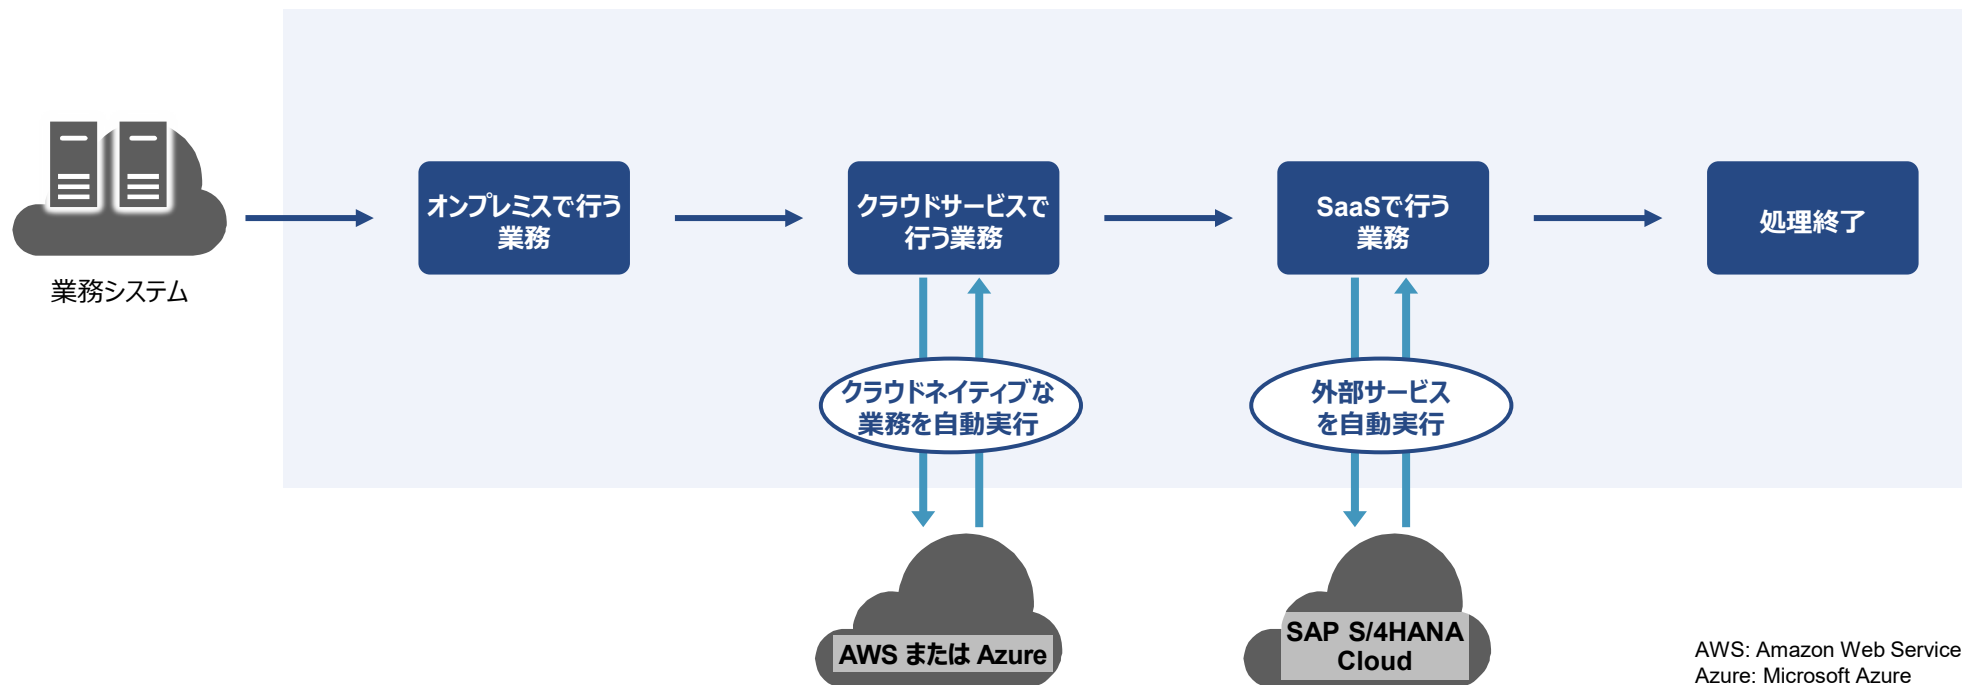 オンプレミスで行う
業務
クラウドサービスで
行う業務
SaaSで行う
業務
処理終了
業務システム
クラウドネイティブな
業務を自動実行
外部サービス
を自動実行
AWS または Azure
SAP S/4HANA
Cloud
AWS: Amazon Web Service
Azure: Microsoft Azure